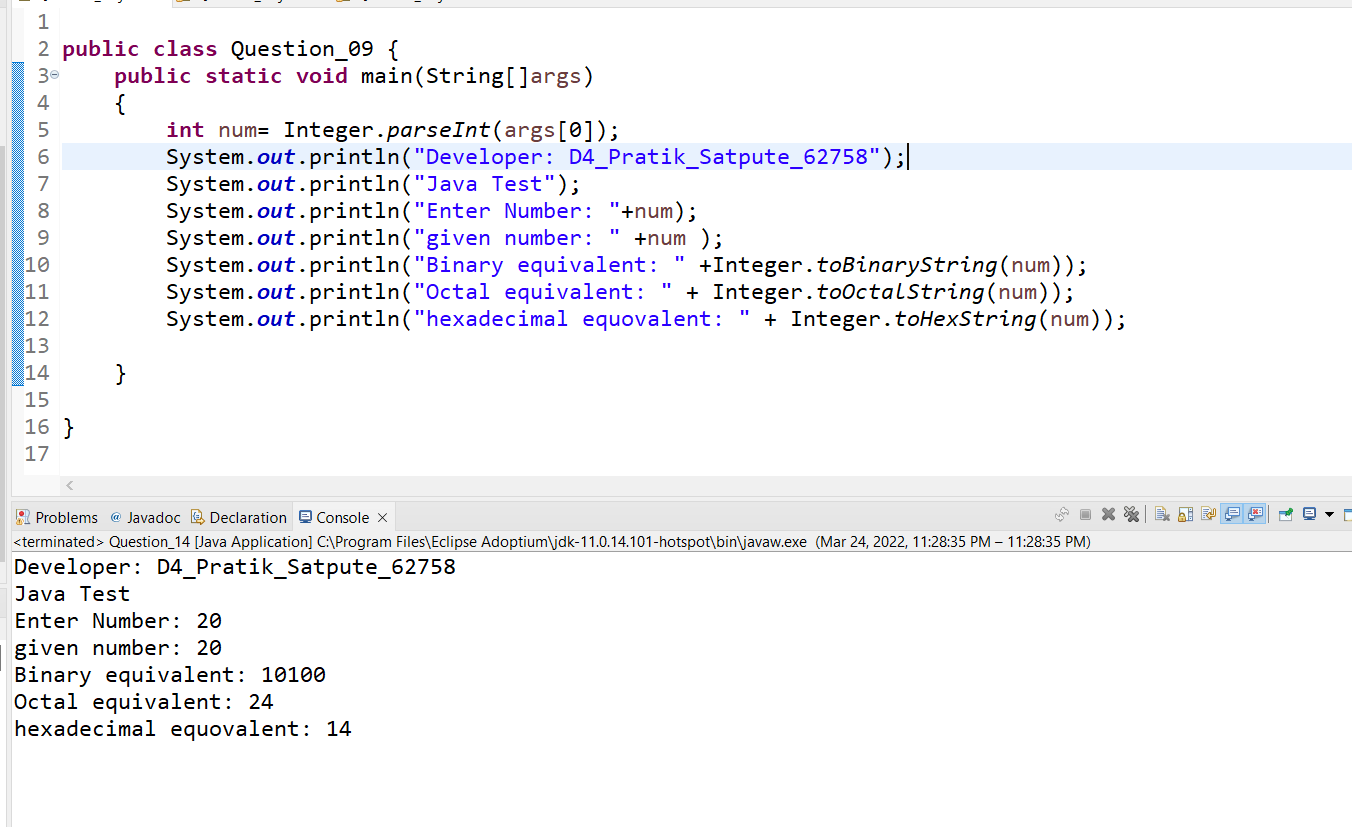 1
2 public class Question_09 {
3 public static void main(String[]args)
4 {
5 int num= Integer.parseInt(args[0]);
6 System.out.println("Developer: D4_Pratik_Satpute_62758");
7 System.out.println("Java Test");
8 System.out.println("Enter Number: "+num);
9 System.out.println("given number: " +num );
10 System.out.println("Binary equivalent: " +Integer.toBinaryString(num));
11 System.out.println("Octal equivalent: " + Integer.toOctalString(num));
12 System.out.println("hexadecimal equovalent: " + Integer.toHexString(num));
13
14 }
15
16 }
17
Problems @ Javadoc Declaration Console
<terminated> Question_14 [Java Application] C:\Program Files\Eclipse Adoptium\jdk-11.0.14.101-hotspot\bin\javaw.exe (Mar 24, 2022, 11:28:35 PM – 11:28:35 PM)
Developer: D4_Pratik_Satpute_62758
Java Test
Enter Number: 20
given number: 20
Binary equivalent: 10100
Octal equivalent: 24
hexadecimal equovalent: 14